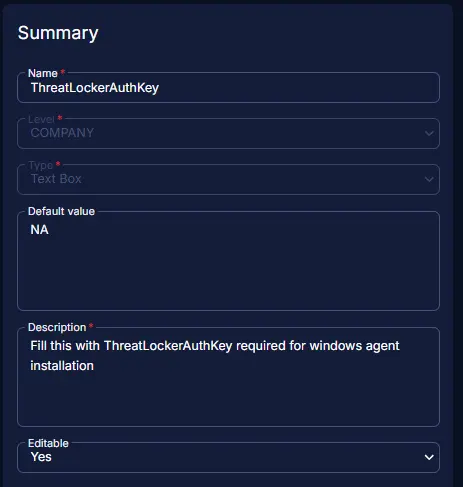 Summary
Name *
ThreatLockerAuthKey
Level *
COMPANY
Type *
Text Box
Default value
NA
Description *
Fill this with ThreatLockerAuthKey required for windows agent
installation
Editable
Yes